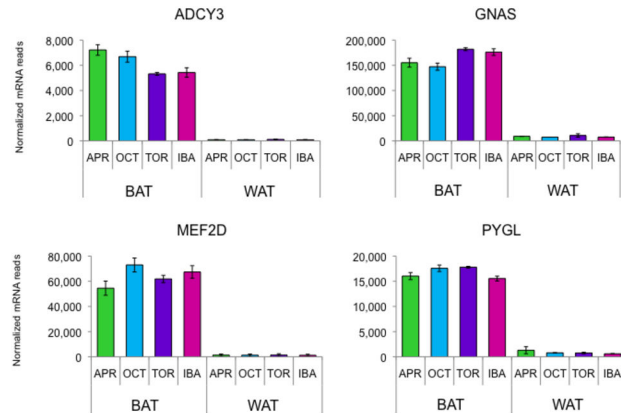 ADCY3
Normalized mRNA reads
8,000
6,000
4,000
2,000
0
APR OCT TOR IBA APR OCT TOR IBA
BAT WAT
GNAS
200,000
150,000
100,000
50,000
0
APR OCT TOR IBA APR OCT TOR IBA
BAT WAT
MEF2D
Normalized mRNA reads
80,000
60,000
40,000
20,000
0
APR OCT TOR IBA APR OCT TOR IBA
BAT WAT
PYGL
20,000
15,000
10,000
5,000
0
APR OCT TOR IBA APR OCT TOR IBA
BAT WAT